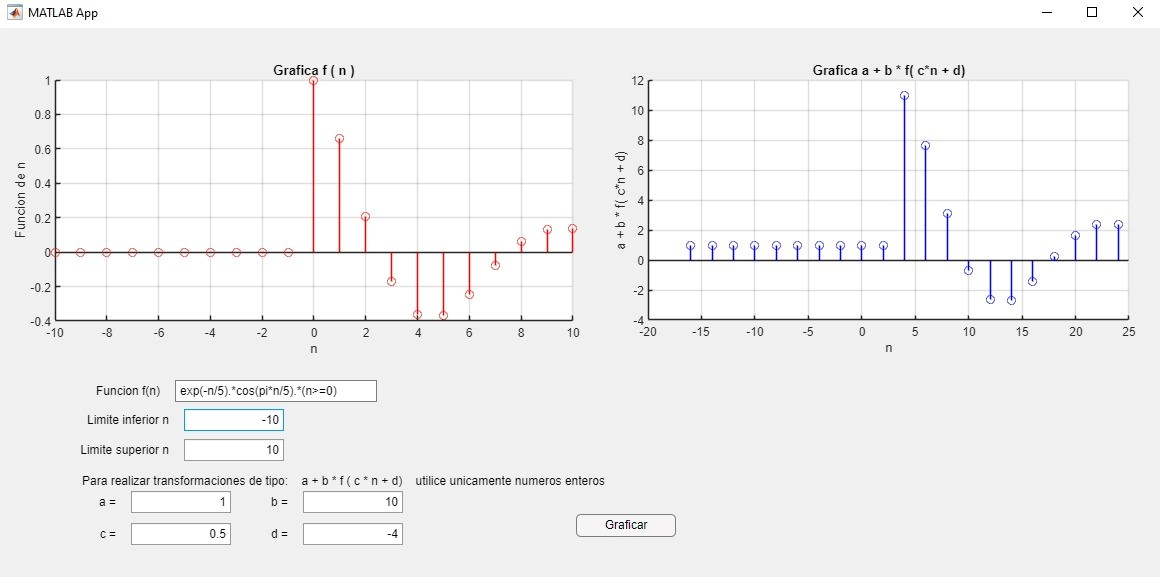 MATLAB App
Grafica f ( n )
Funcion de n
1
0.8
0.6
0.4
0.2
0
-0.2
-0.4
-10 -8 -6 -4 -2 0 2 4 6 8 10
n
Grafica a + b * f( c*n + d)
a + b * f( c*n + d)
12
10
8
6
4
2
0
-2
-4
-20 -15 -10 -5 0 5 10 15 20 25
n
Funcion f(n) exp(-n/5).*cos(pi*n/5).*(n>=0)
Limite inferior n -10
Limite superior n 10
Para realizar transformaciones de tipo: a + b * f ( c * n + d) utilice unicamente numeros enteros
a = 1 b = 10
c = 0.5 d = -4
Graficar